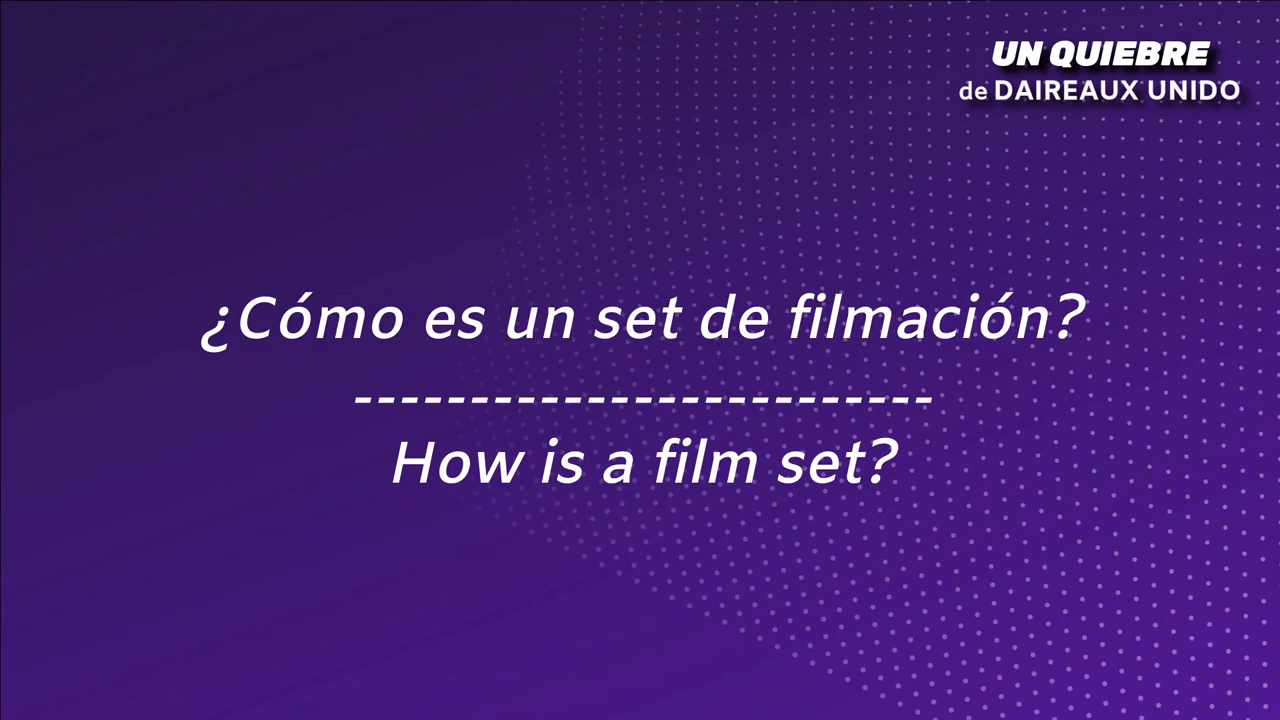 UN QUIEBRE
de DAIREAUX UNIDO
¿Cómo es un set de filmación?
--------------------------
How is a film set?